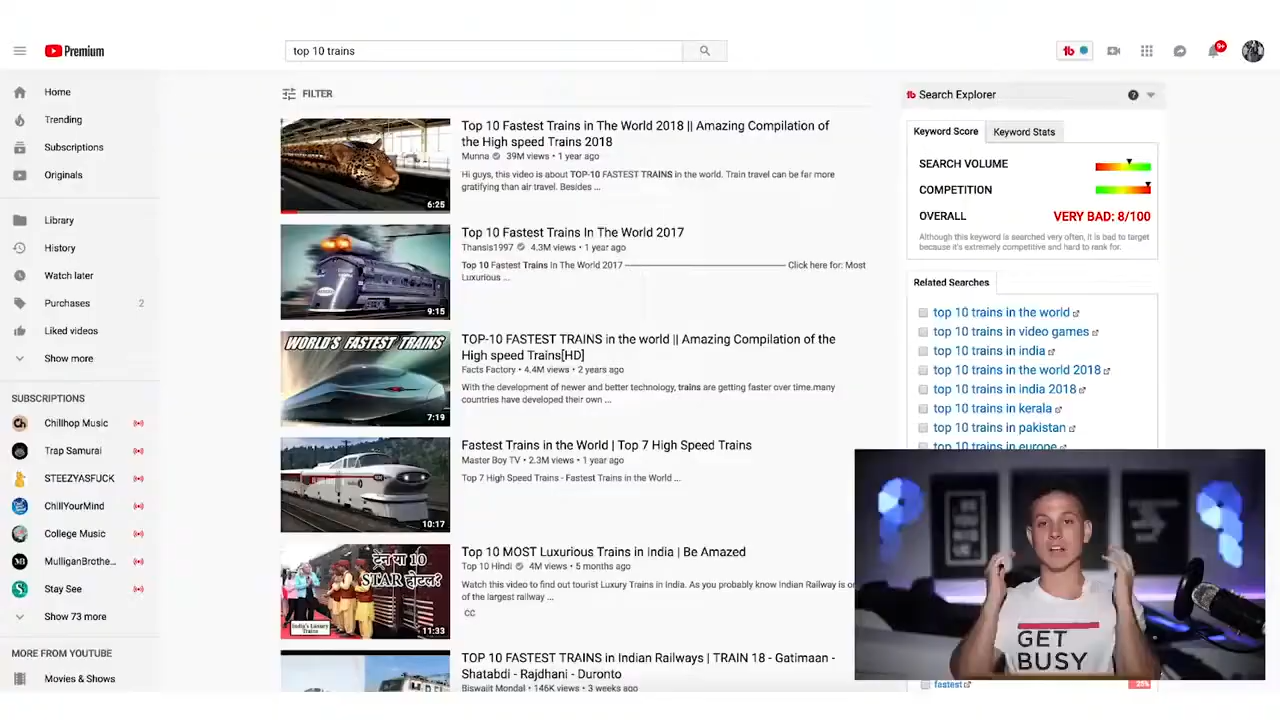 Premium
top 10 trains
tb
9+
Home
Trending
Subscriptions
Originals
Library
History
Watch later
Purchases 2
Liked videos
Show more
SUBSCRIPTIONS
Chillhop Music
Trap Samurai
STEEZYASFUCK
ChillYourMind
College Music
MulliganBrothe...
Stay See
Show 73 more
MORE FROM YOUTUBE
Movies & Shows
FILTER
6:25
Top 10 Fastest Trains in The World 2018 || Amazing Compilation of
the High speed Trains 2018
Munna • 39M views • 1 year ago
Hi guys, this video is about TOP-10 FASTEST TRAINS in the world. Train travel can be far more
gratifying than air travel. Besides ...
9:15
Top 10 Fastest Trains In The World 2017
Thansis1997 • 4.3M views • 1 year ago
Top 10 Fastest Trains In The World 2017 ————————— Click here for: Most
Luxurious ...
WORLD'S FASTEST TRAINS
7:19
TOP-10 FASTEST TRAINS in the world || Amazing Compilation of the
High speed Trains[HD]
Facts Factory • 4.4M views • 2 years ago
With the development of newer and better technology, trains are getting faster over time.many
countries have developed their own ...
10:17
Fastest Trains in the World | Top 7 High Speed Trains
Master Boy TV • 2.3M views • 1 year ago
Top 7 High Speed Trains - Fastest Trains in the World ...
ट्रेन या 10
STAR होटल?
India's Luxury
Trains
11:33
Top 10 MOST Luxurious Trains in India | Be Amazed
Top 10 Hindi • 4M views • 5 months ago
Watch this video to find out tourist Luxury Trains in India. As you probably know Indian Railway is
of the largest railway ...
CC
TOP 10 FASTEST TRAINS in Indian Railways | TRAIN 18 - Gatimaan -
Shatabdi - Rajdhani - Duronto
Biswajit Mondal • 146K views • 3 weeks ago
tb Search Explorer ?
Keyword Score Keyword Stats
SEARCH VOLUME
COMPETITION
OVERALL VERY BAD: 8/100
Although this keyword is searched very often, it is bad to target
because it's extremely competitive and hard to rank for.
Related Searches
top 10 trains in the world
top 10 trains in video games
top 10 trains in india
top 10 trains in the world 2018
top 10 trains in india 2018
top 10 trains in kerala
top 10 trains in pakistan
top 10 trains in europe
GET
BUSY
fastest